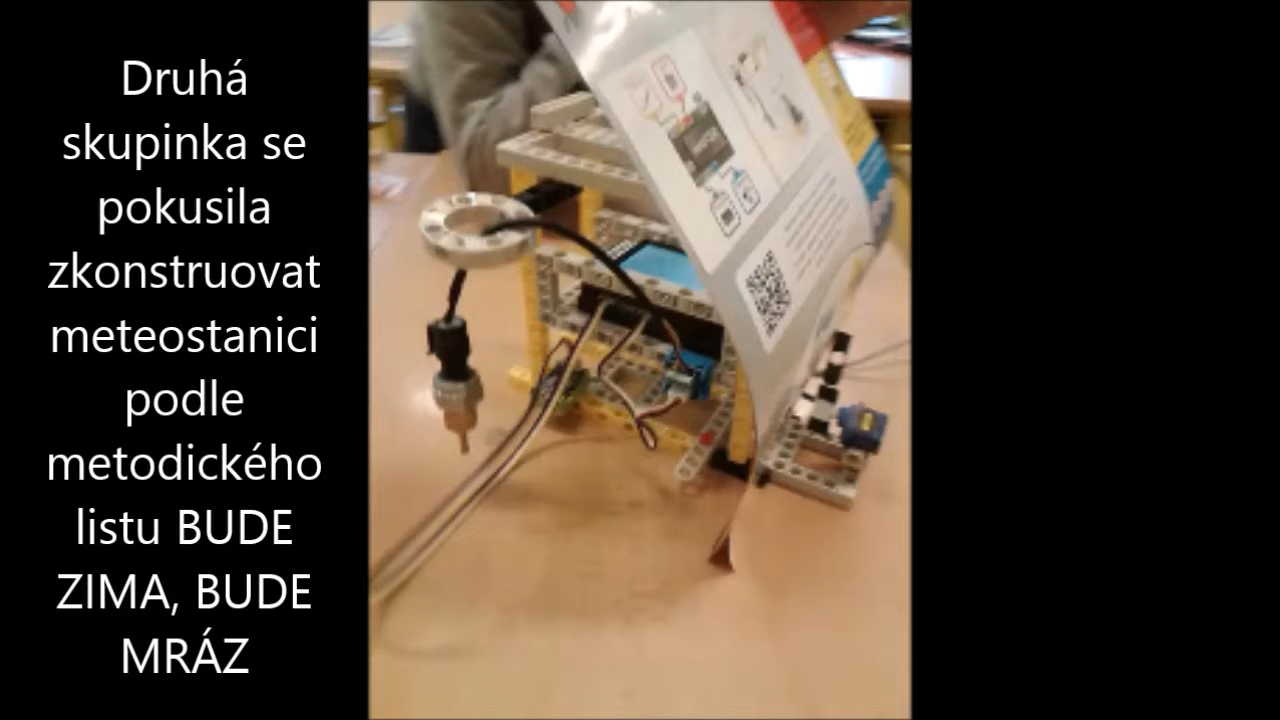 Druhá
skupinka se
pokusila
zkonstruovat
meteostanici
podle
metodického
listu BUDE
ZIMA, BUDE
MRÁZ